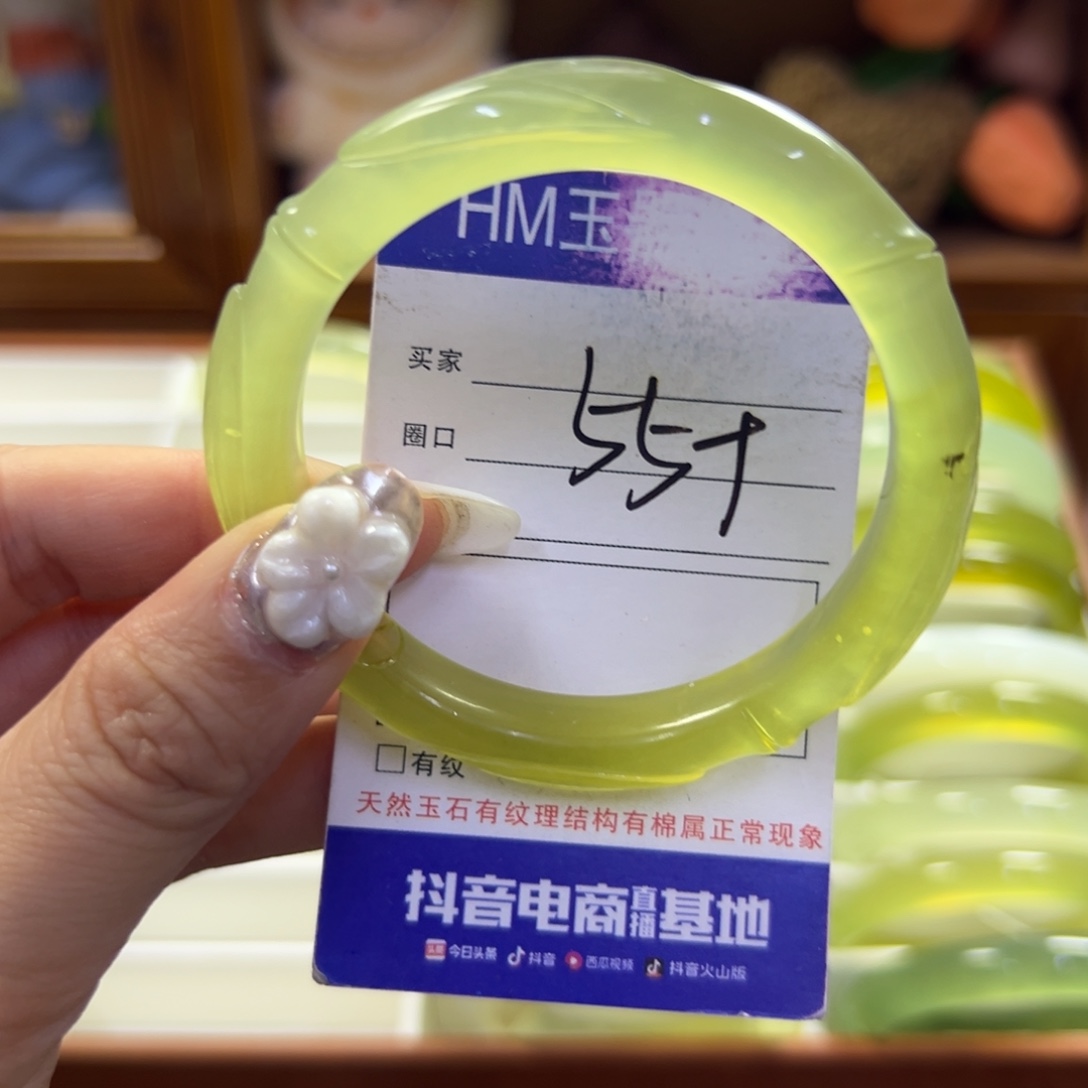 HM玉
买家
圈口
55+
有纹
天然玉石有纹理结构有棉属正常现象
抖音电商直播基地
头条 今日头条 抖音 西瓜视频 抖音火山版